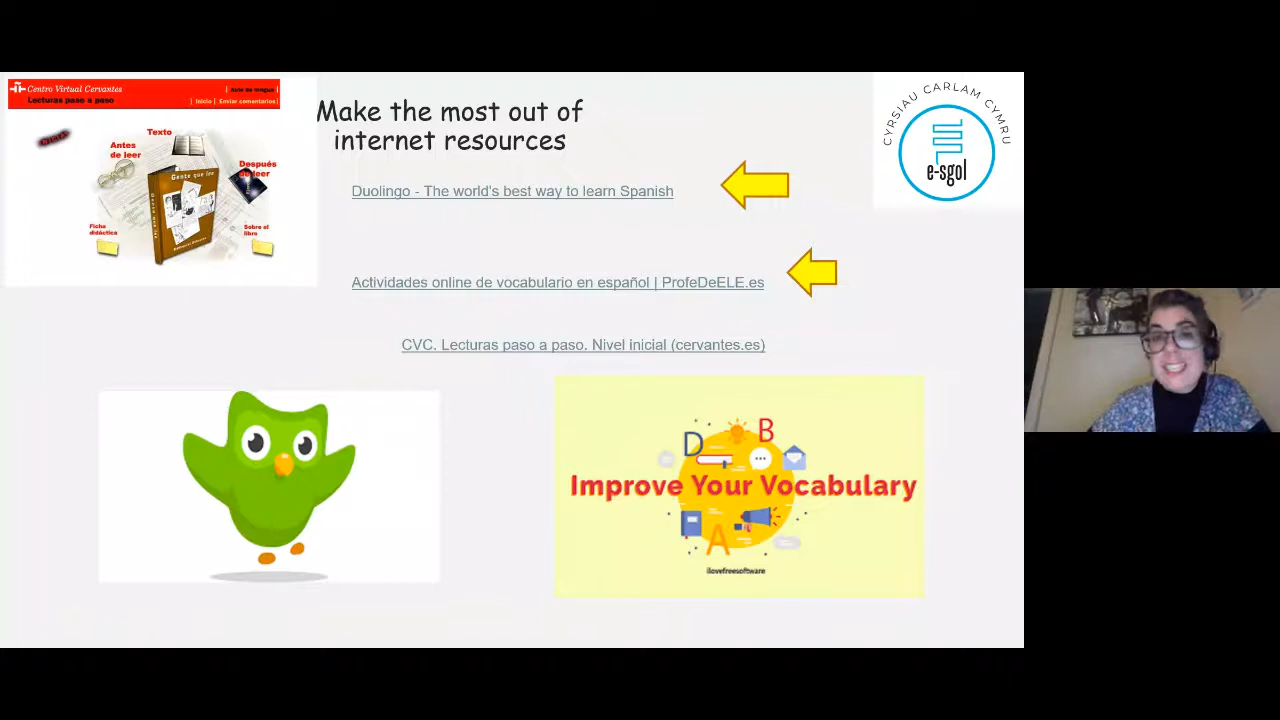 Centro Virtual Cervantes
Aula de lengua
Lecturas paso a paso
Inicio | Enviar comentarios
Texto
Antes
de leer
Después
de leer
Gente que lee
Ficha
didáctica
Sobre el
libro
Make the most out of
internet resources
Duolingo - The world's best way to learn Spanish
Actividades online de vocabulario en español | ProfeDeELE.es
CVC. Lecturas paso a paso. Nivel inicial (cervantes.es)
CYRSIAU CARLAM CYMRU
e-sgol
D
B
Improve Your Vocabulary
A
ilovefreesoftware